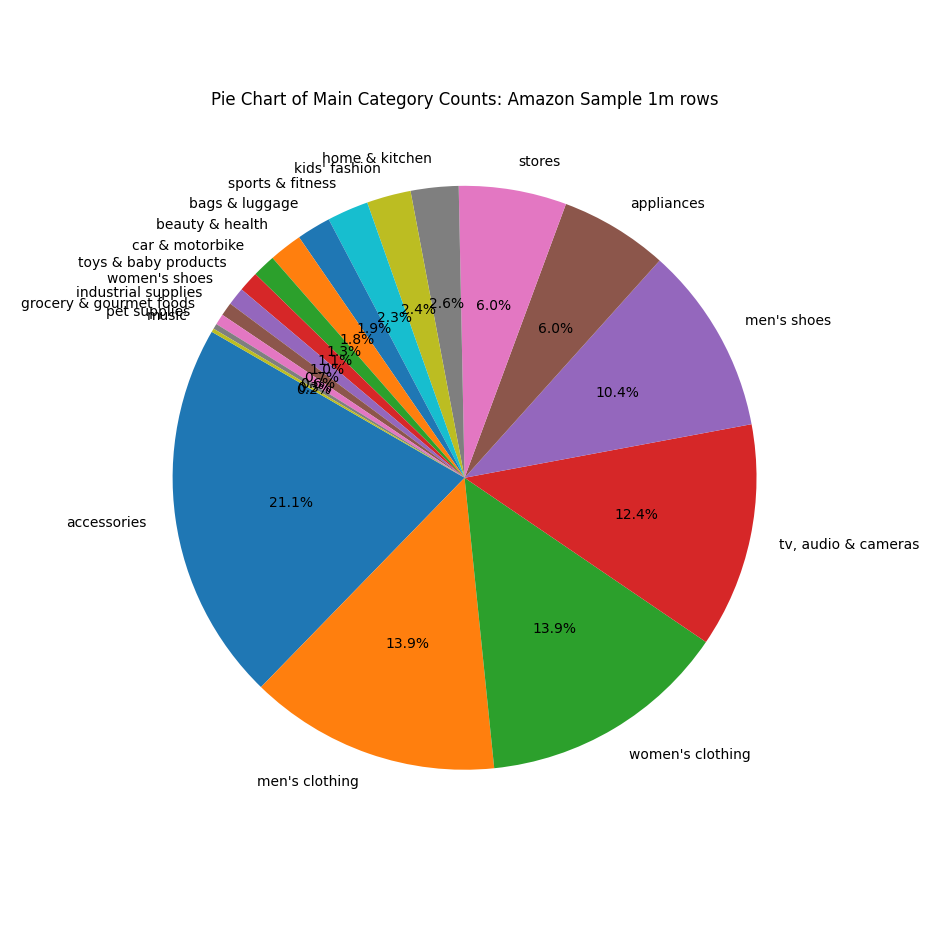 Pie Chart of Main Category Counts: Amazon Sample 1m rows
home & kitchen
stores
kids' fashion
sports & fitness
bags & luggage
appliances
beauty & health
car & motorbike
toys & baby products
women's shoes
industrial supplies
grocery & gourmet foods
pet supplies
music
men's shoes
accessories
tv, audio & cameras
men's clothing
women's clothing
2.6%
6.0%
2.4%
2.3%
1.9%
6.0%
1.8%
1.3%
1.1%
1.0%
0.7%
0.6%
0.2%
10.4%
21.1%
12.4%
13.9%
13.9%